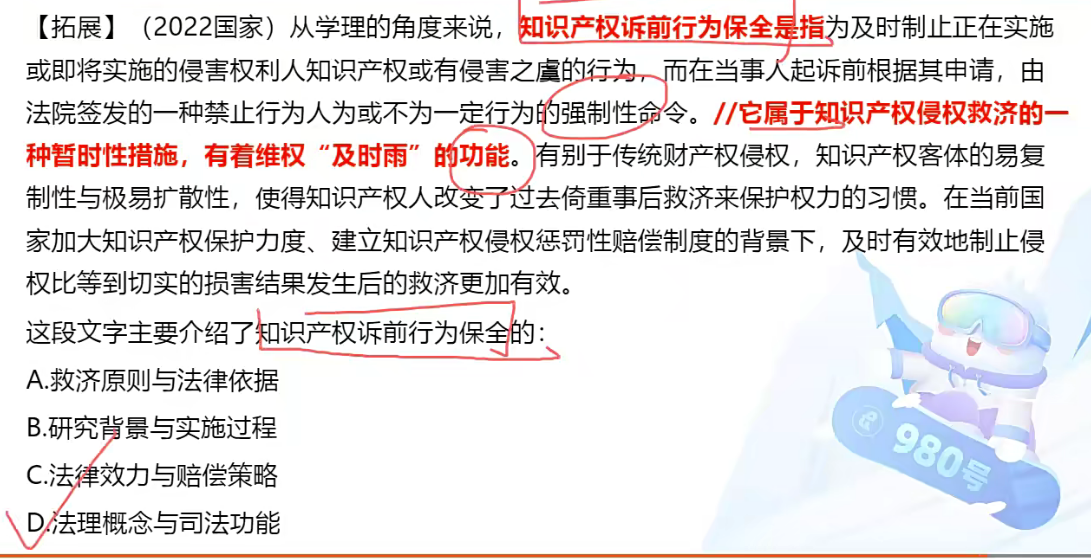 【拓展】（2022国家）从学理的角度来说，知识产权诉前行为保全是指为及时制止正在实施
或即将实施的侵害权利人知识产权或有侵害之虞的行为，而在当事人起诉前根据其申请，由
法院签发的一种禁止行为人为或不为一定行为的强制性命令。//它属于知识产权侵权救济的一
种暂时性措施，有着维权“及时雨”的功能。有别于传统财产权侵权，知识产权客体的易复
制性与极易扩散性，使得知识产权人改变了过去倚重事后救济来保护权力的习惯。在当前国
家加大知识产权保护力度、建立知识产权侵权惩罚性赔偿制度的背景下，及时有效地制止侵
权比等到切实的损害结果发生后的救济更加有效。
这段文字主要介绍了知识产权诉前行为保全的：
A.救济原则与法律依据
B.研究背景与实施过程
C.法律效力与赔偿策略
D.法理概念与司法功能
980号